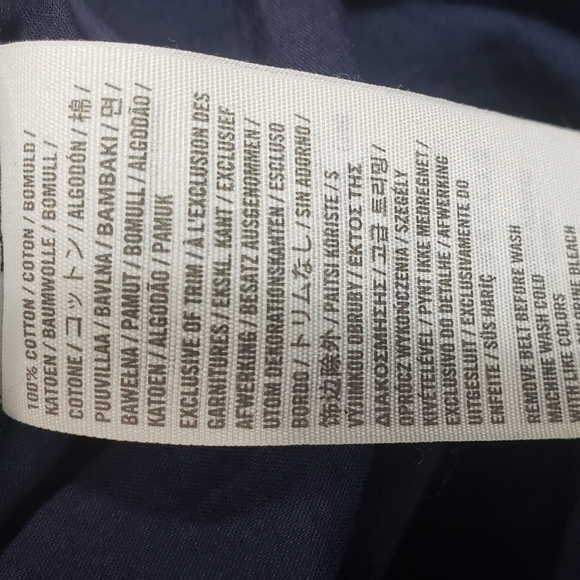 100% COTTON / COTON / BOMULD /
KATOEN / BAUMWOLLE / BOMULL /
COTONE / コットン / ALGODÓN / 棉 /
PUUVILLAA / BAVLNA / BAMBAKI / 면 /
BAWEŁNA / PAMUT / BOMULL / ALGODÃO /
KATOEN / ALGODÃO / PAMUK
EXCLUSIVE OF TRIM / À L'EXCLUSION DES
GARNITURES / EKSKL KANT / EXCLUSIEF
AFWERKING / BESATZ AUSGENOMMEN /
UTOM DEKORATIONSKANTEN / ESCLUSO
BORDO / トリムなし / SIN ADORNO /
饰边除外 / PAITSI KORISTE / S
VÝJIMKOU OBRUBY / ΕΚΤΟΣ ΤΗΣ
ΔΙΑΚΟΣΜΗΣΗΣ / 고급 트리밍 /
OPRÓCZ WYKOŃCZENIA / SZEGÉLY
KIVÉTELÉVEL / PYNT IKKE MEDREGNET /
EXCLUSIVO DO DETALHE / AFWERKING
UITGESLUIT / EXCLUSIVAMENTE DO
ENFEITE / SÜS HARİÇ
REMOVE BELT BEFORE WASH
MACHINE WASH COLD
WITH LIKE COLORS
BLEACH